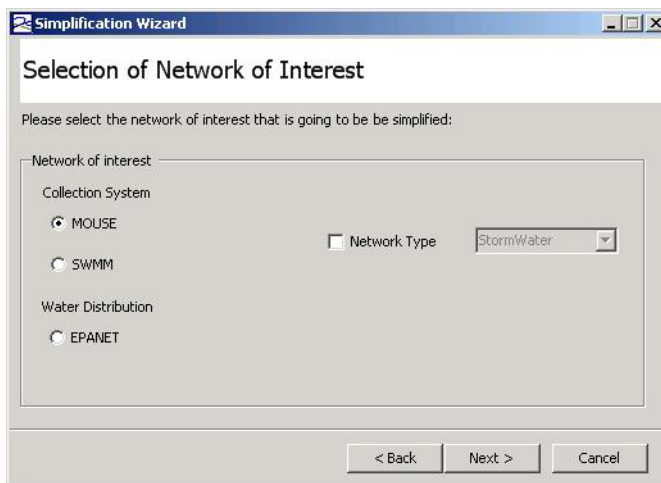 Simplification Wizard
Selection of Network of Interest
Please select the network of interest that is going to be be simplified:
Network of interest
Collection System
MOUSE
Network Type StormWater
SWMM
Water Distribution
EPANET
< Back Next > Cancel